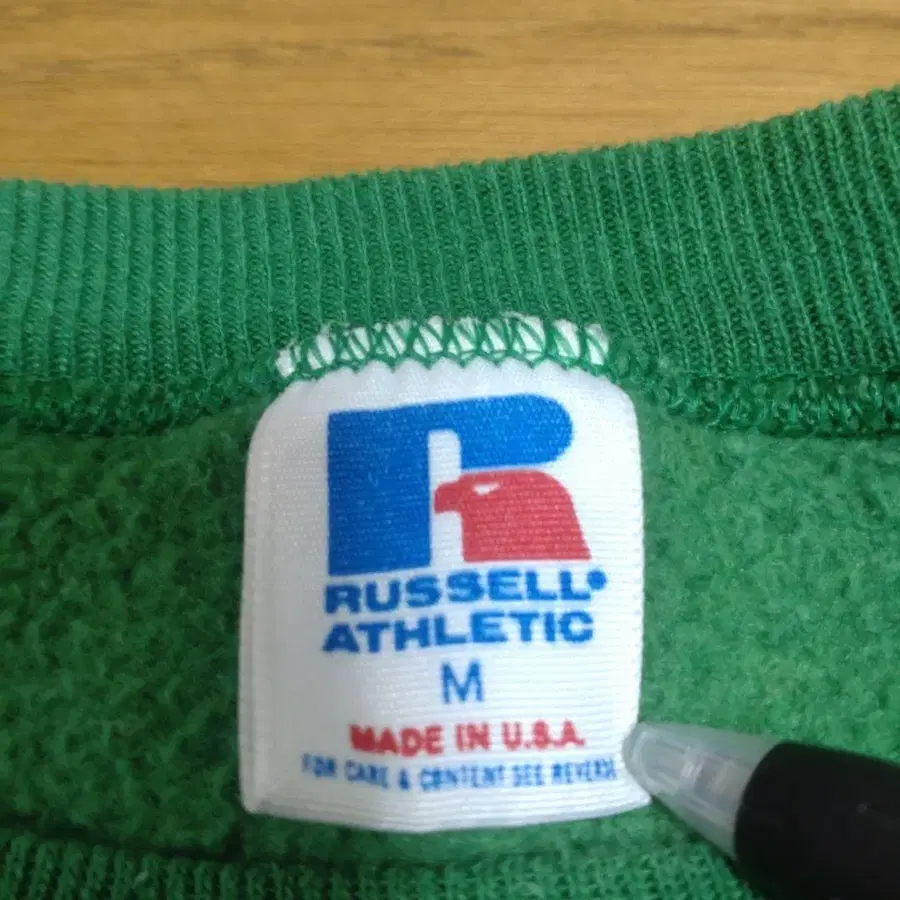 RUSSELL®
ATHLETIC
M
MADE IN U.S.A.
FOR CARE & CONTENT SEE REVERSE